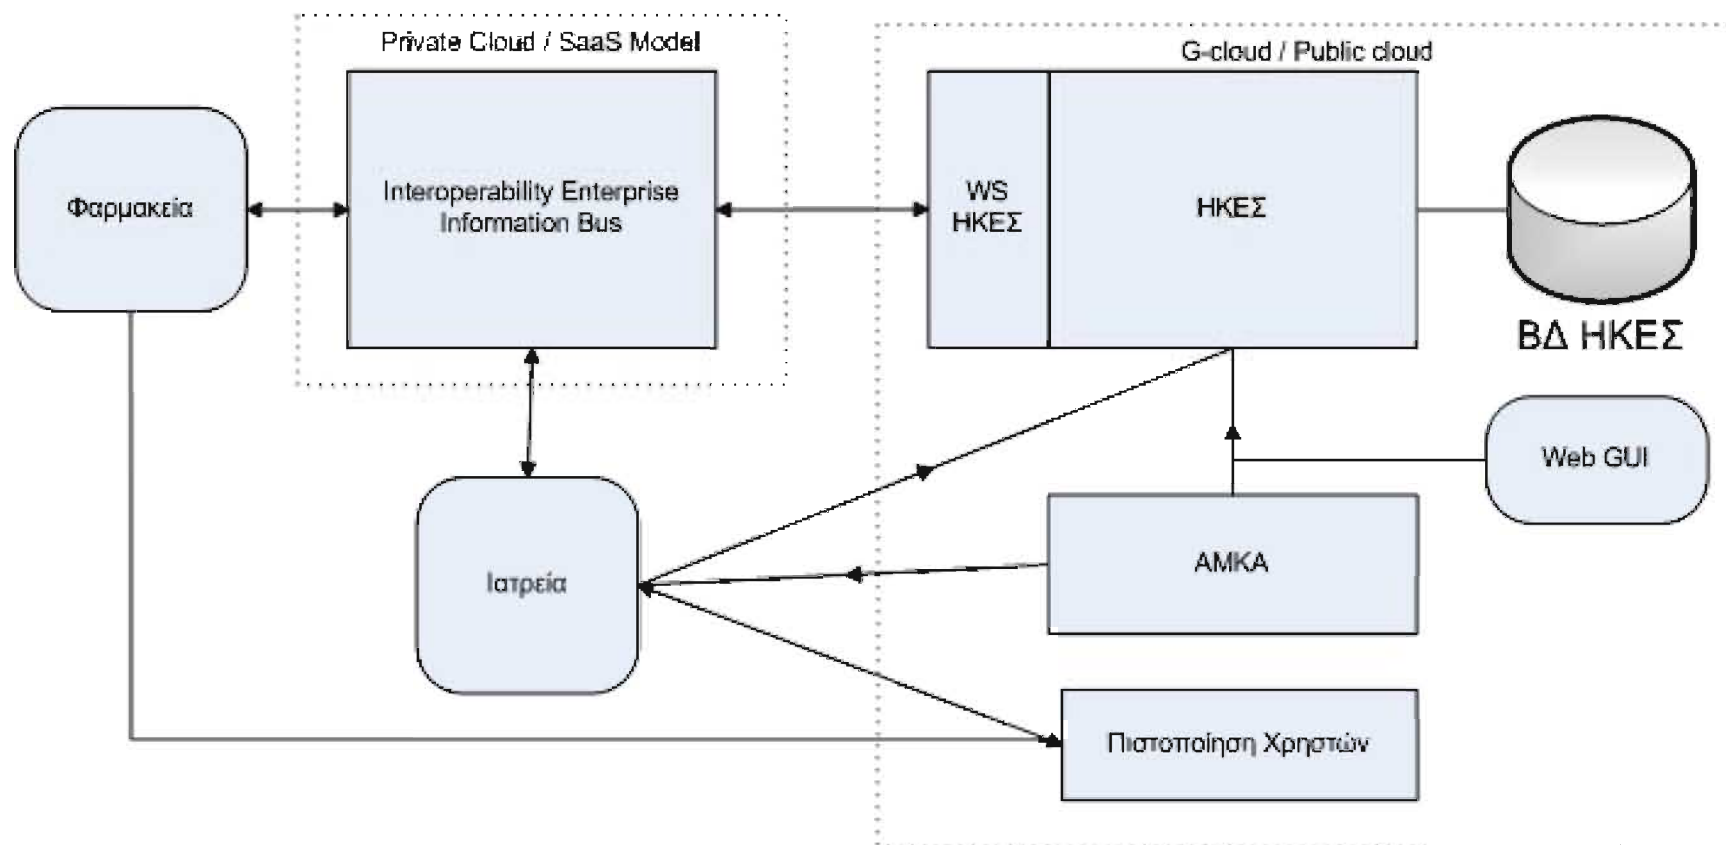 Private Cloud / SaaS Model
G-cloud / Public cloud
Φαρμακεία
Interoperability Enterprise
Information Bus
WS
ΗΚΕΣ
ΗΚΕΣ
ΒΔ ΗΚΕΣ
Web GUI
Ιατρεία
ΑΜΚΑ
Πιστοποίηση Χρηστών